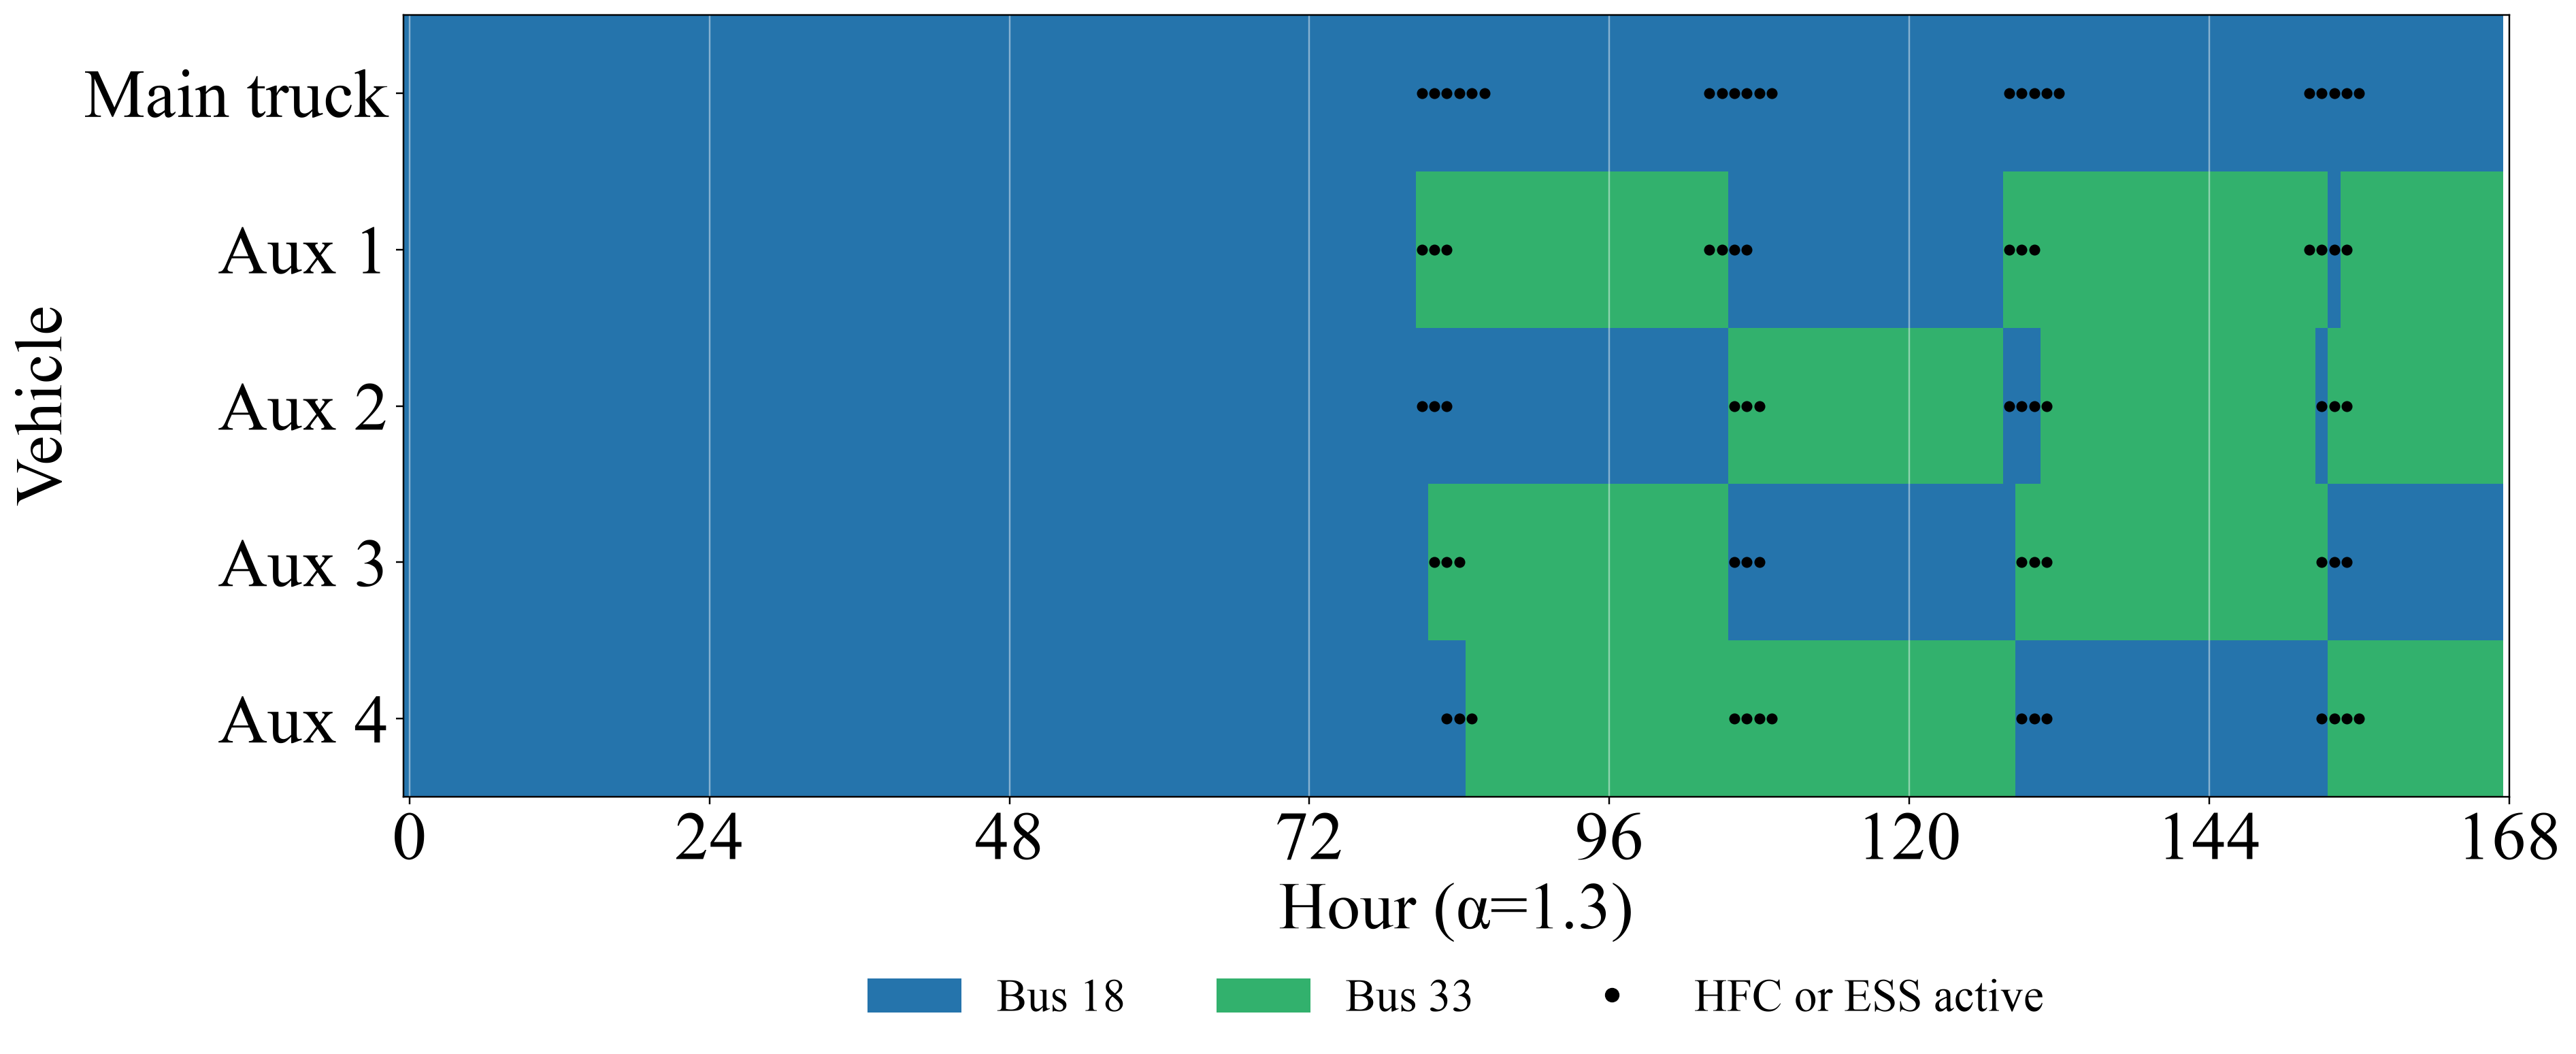 Vehicle
Main truck
Aux 1
Aux 2
Aux 3
Aux 4
0 24 48 72 96 120 144 168
Hour (α=1.3)
Bus 18 Bus 33 HFC or ESS active